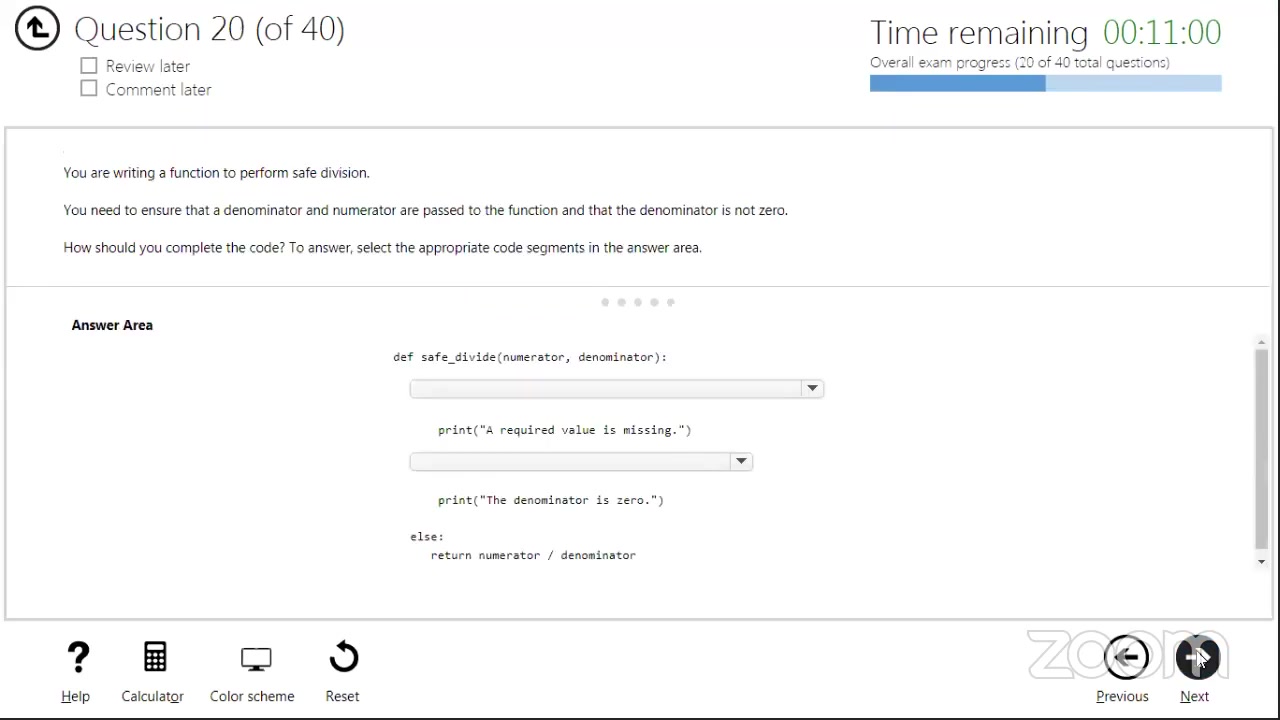 Question 20 (of 40)
Review later
Comment later
Time remaining 00:11:00
Overall exam progress (20 of 40 total questions)
You are writing a function to perform safe division.
You need to ensure that a denominator and numerator are passed to the function and that the denominator is not zero.
How should you complete the code? To answer, select the appropriate code segments in the answer area.
Answer Area
def safe_divide(numerator, denominator):
print("A required value is missing.")
print("The denominator is zero.")
else:
return numerator / denominator
? 
Help
Calculator
Color scheme
Reset
zoom
Previous
Next